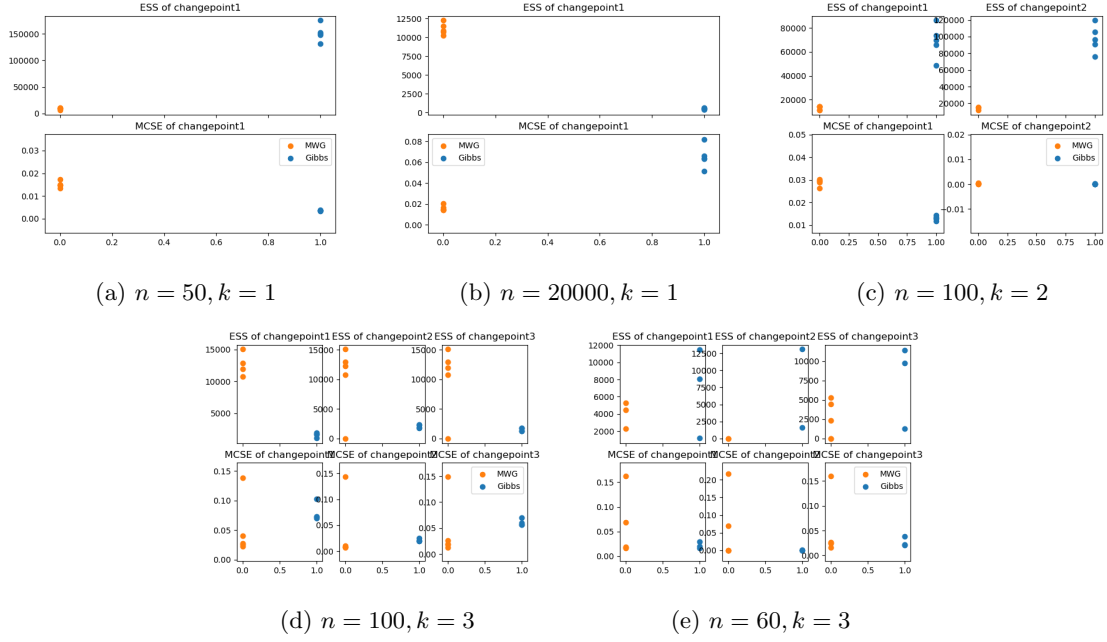 ESS of changepoint1
150000
100000
50000
0
MCSE of changepoint1
0.03
0.02
0.01
0.00
MWG
Gibbs
0.0 0.2 0.4 0.6 0.8 1.0
(a) n = 50, k = 1
ESS of changepoint1
12500
10000
7500
5000
2500
0
MCSE of changepoint1
0.08
0.06
0.04
0.02
0.00
MWG
Gibbs
0.0 0.2 0.4 0.6 0.8 1.0
(b) n = 20000, k = 1
ESS of changepoint1
80000
60000
40000
20000
ESS of changepoint2
120000
100000
80000
60000
40000
20000
0
MCSE of changepoint1
0.05
0.04
0.03
0.02
0.01
0.00 0.25 0.50 0.75 1.00
MCSE of changepoint2
0.02
0.01
0.00
−0.01
MWG
Gibbs
0.00 0.25 0.50 0.75 1.00
(c) n = 100, k = 2
ESS of changepoint1
15000
10000
5000
ESS of changepoint2
15000
10000
5000
0
ESS of changepoint3
15000
10000
5000
0
MCSE of changepoint
0.15
0.10
0.05
0.00
0.0 0.5 1.0
0.15
0.10
0.05
0.00
0.0 0.5 1.0
MCSE of changepoint3
0.15
0.10
0.05
0.00
MWG
Gibbs
0.0 0.5 1.0
(d) n = 100, k = 3
ESS of changepoint1
12000
10000
8000
6000
4000
2000
ESS of changepoint2
12500
10000
7500
5000
2500
0
ESS of changepoint3
10000
5000
0
MCSE of changepoint
0.15
0.10
0.05
0.00
0.0 0.5 1.0
0.20
0.15
0.10
0.05
0.00
0.0 0.5 1.0
MCSE of changepoint3
0.15
0.10
0.05
0.00
MWG
Gibbs
0.0 0.5 1.0
(e) n = 60, k = 3